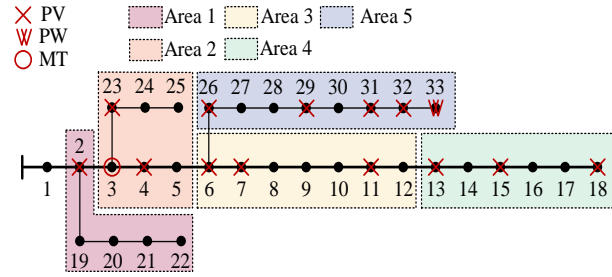 PV
PW
MT
Area 1
Area 3
Area 5
Area 2
Area 4
23 24 25 26 27 28 29 30 31 32 33
2
1 3 4 5 6 7 8 9 10 11 12 13 14 15 16 17 18
19 20 21 22